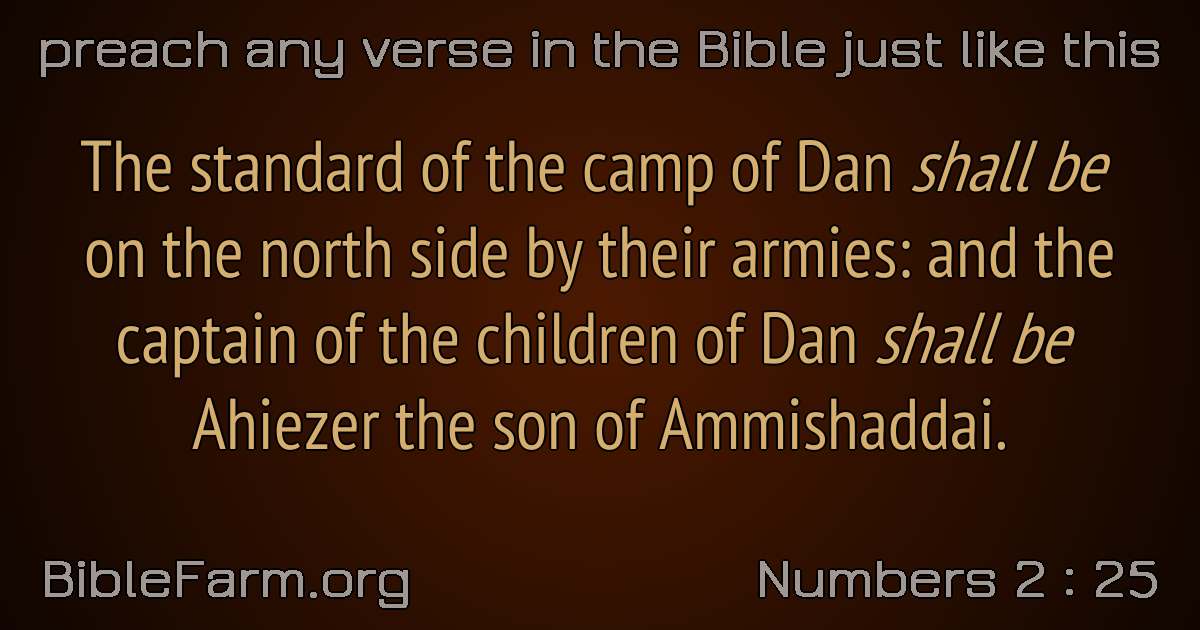 preach any verse in the Bible just like this
The standard of the camp of Dan shall be
on the north side by their armies: and the
captain of the children of Dan shall be
Ahiezer the son of Ammishaddai.
BibleFarm.org
Numbers 2 : 25